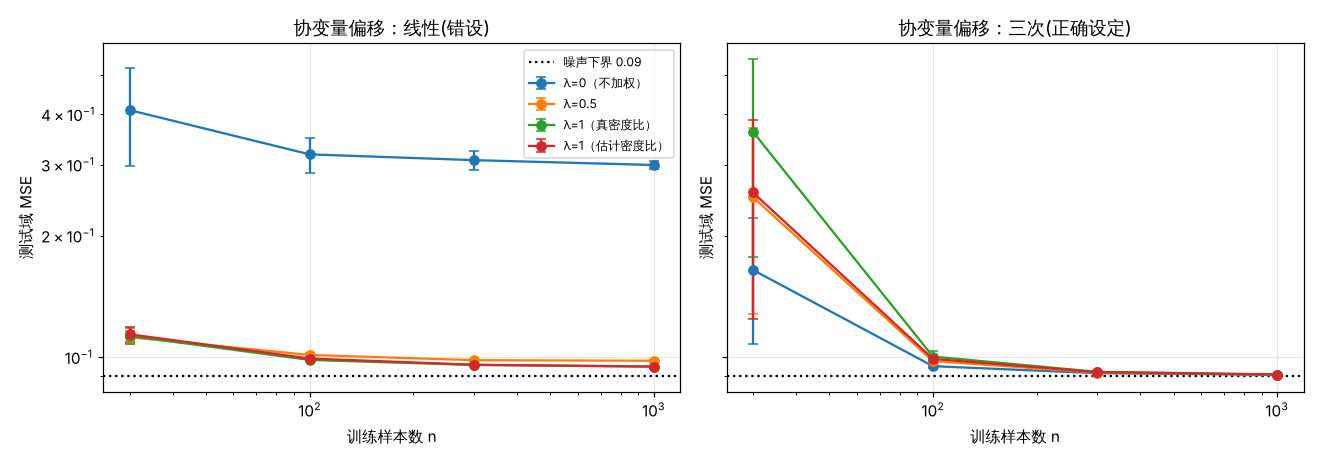 协变量偏移：线性(错设)
噪声下界 0.09
λ=0（不加权）
λ=0.5
λ=1（真密度比）
λ=1（估计密度比）
测试域 MSE
4 × 10⁻¹
3 × 10⁻¹
2 × 10⁻¹
10⁻¹
10²
10³
训练样本数 n
协变量偏移：三次(正确设定)
测试域 MSE
10²
10³
训练样本数 n